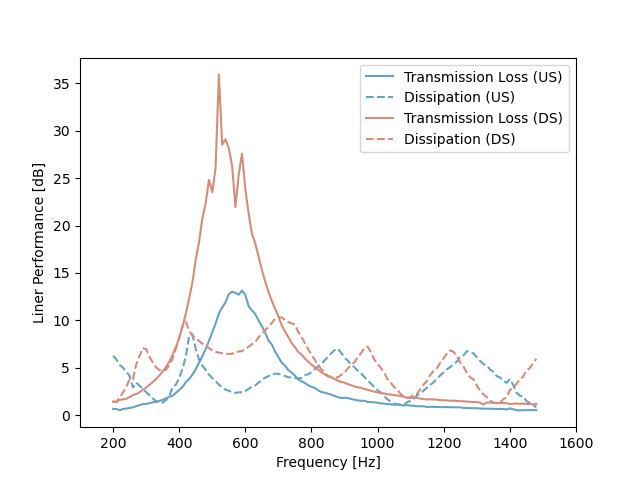 Transmission Loss (US)
Dissipation (US)
Transmission Loss (DS)
Dissipation (DS)
35
30
25
20
15
10
5
0
Liner Performance [dB]
200 400 600 800 1000 1200 1400 1600
Frequency [Hz]